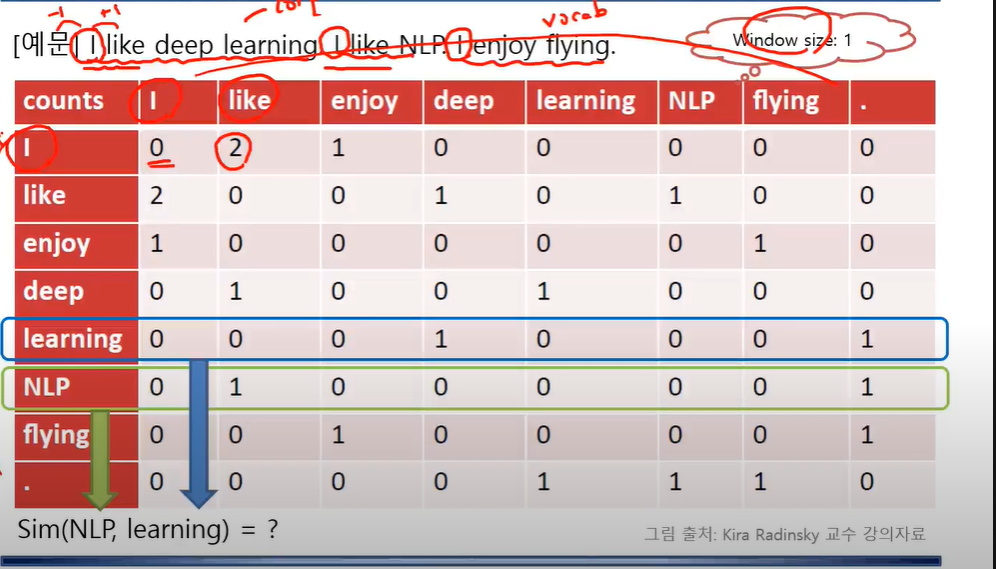 -1 +1
vocab
[예문] I like deep learning. I like NLP. I enjoy flying.
Window size: 1
counts I like enjoy deep learning NLP flying .
I 0 2 1 0 0 0 0 0
like 2 0 0 1 0 1 0 0
enjoy 1 0 0 0 0 0 1 0
deep 0 1 0 0 1 0 0 0
learning 0 0 0 1 0 0 0 1
NLP 0 1 0 0 0 0 0 1
flying 0 0 1 0 0 0 0 1
. 0 0 0 0 1 1 1 0
Sim(NLP, learning) = ?
그림 출처: Kira Radinsky 교수 강의자료